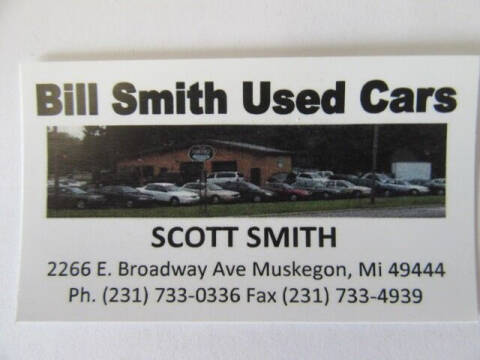 Bill Smith Used Cars
SCOTT SMITH
2266 E. Broadway Ave Muskegon, Mi 49444
Ph. (231) 733-0336 Fax (231) 733-4939